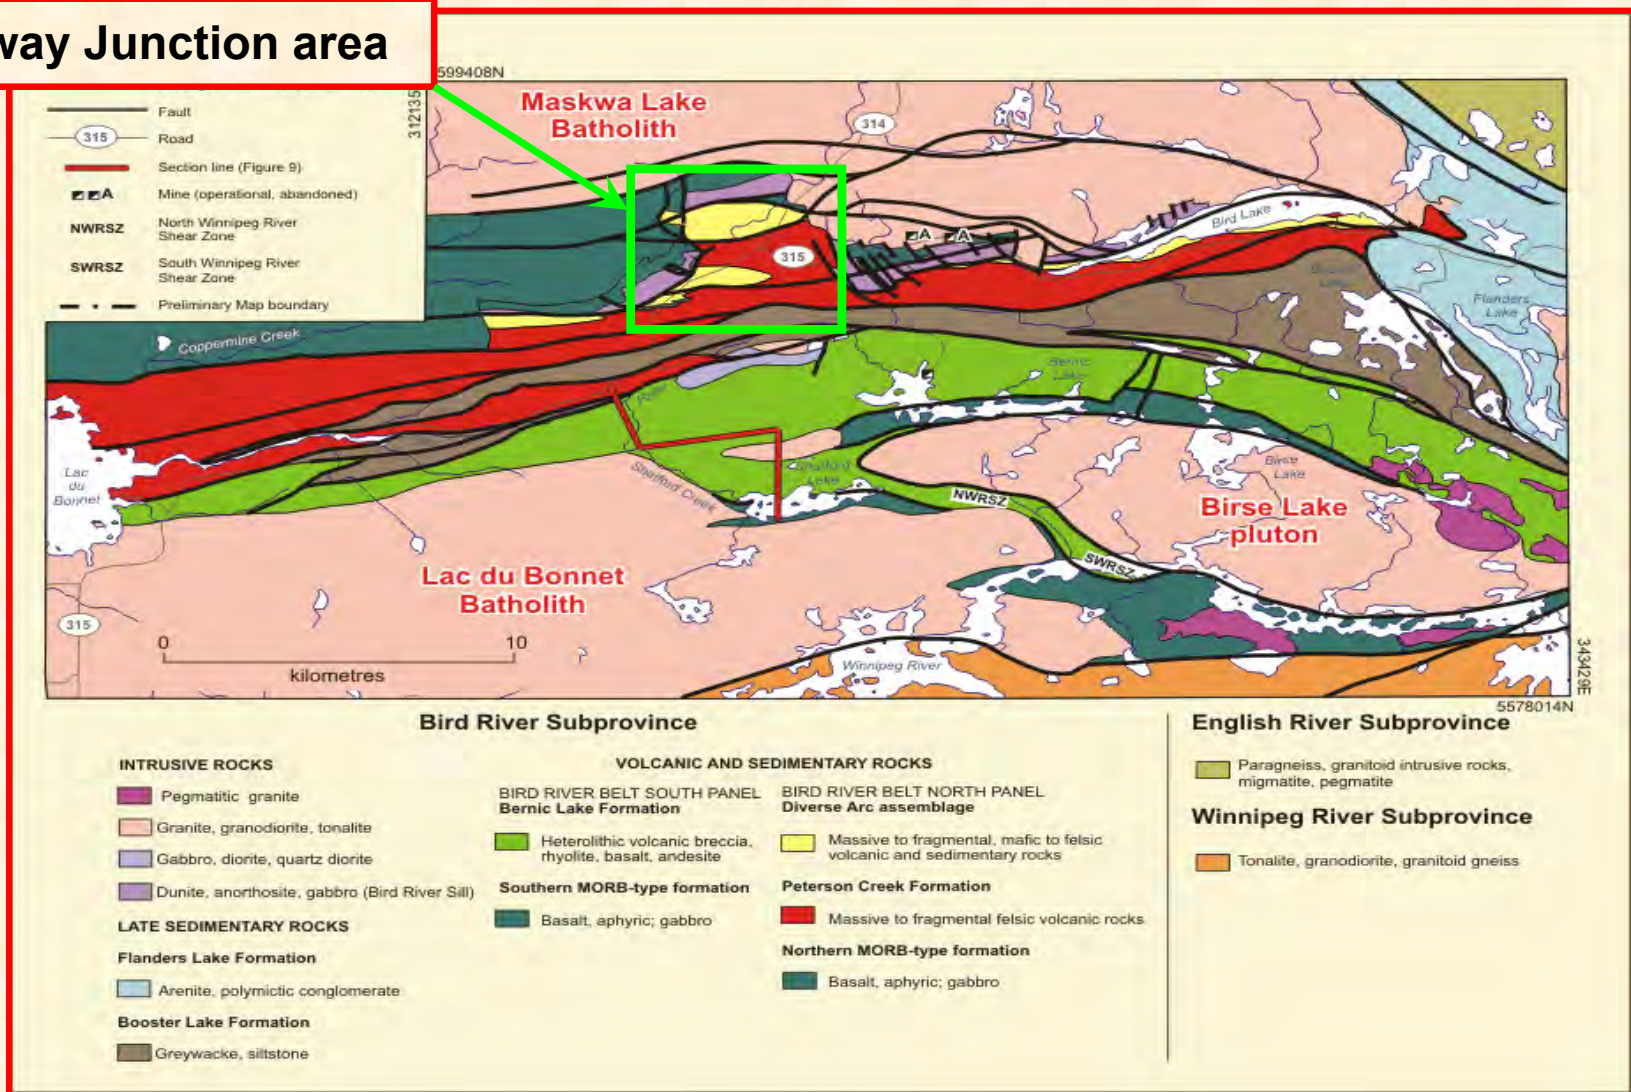 way Junction area
599408N
312135
Fault
315
Road
Section line (Figure 9)
A
Mine (operational, abandoned)
NWRSZ
North Winnipeg River
Shear Zone
SWRSZ
South Winnipeg River
Shear Zone
Preliminary Map boundary
Maskwa Lake
Batholith
314
315
A
A
Bird Lake
Flanders
Lake
Coppermine Creek
Bernic
Lake
River
Lac
du
Bonnet
Shatford Creek
Shatford
Lake
Birse
Lake
NWRSZ
SWRSZ
Birse Lake
pluton
Lac du Bonnet
Batholith
315
0
10
kilometres
Winnipeg River
343429E
5578014N
Bird River Subprovince
INTRUSIVE ROCKS
Pegmatitic granite
Granite, granodiorite, tonalite
Gabbro, diorite, quartz diorite
Dunite, anorthosite, gabbro (Bird River Sill)
LATE SEDIMENTARY ROCKS
Flanders Lake Formation
Arenite, polymictic conglomerate
Booster Lake Formation
Greywacke, siltstone
VOLCANIC AND SEDIMENTARY ROCKS
BIRD RIVER BELT SOUTH PANEL
Bernic Lake Formation
Heterolithic volcanic breccia,
rhyolite, basalt, andesite
Southern MORB-type formation
Basalt, aphyric; gabbro
BIRD RIVER BELT NORTH PANEL
Diverse Arc assemblage
Massive to fragmental, mafic to felsic
volcanic and sedimentary rocks
Peterson Creek Formation
Massive to fragmental felsic volcanic rocks
Northern MORB-type formation
Basalt, aphyric; gabbro
English River Subprovince
Paragneiss, granitoid intrusive rocks,
migmatite, pegmatite
Winnipeg River Subprovince
Tonalite, granodiorite, granitoid gneiss